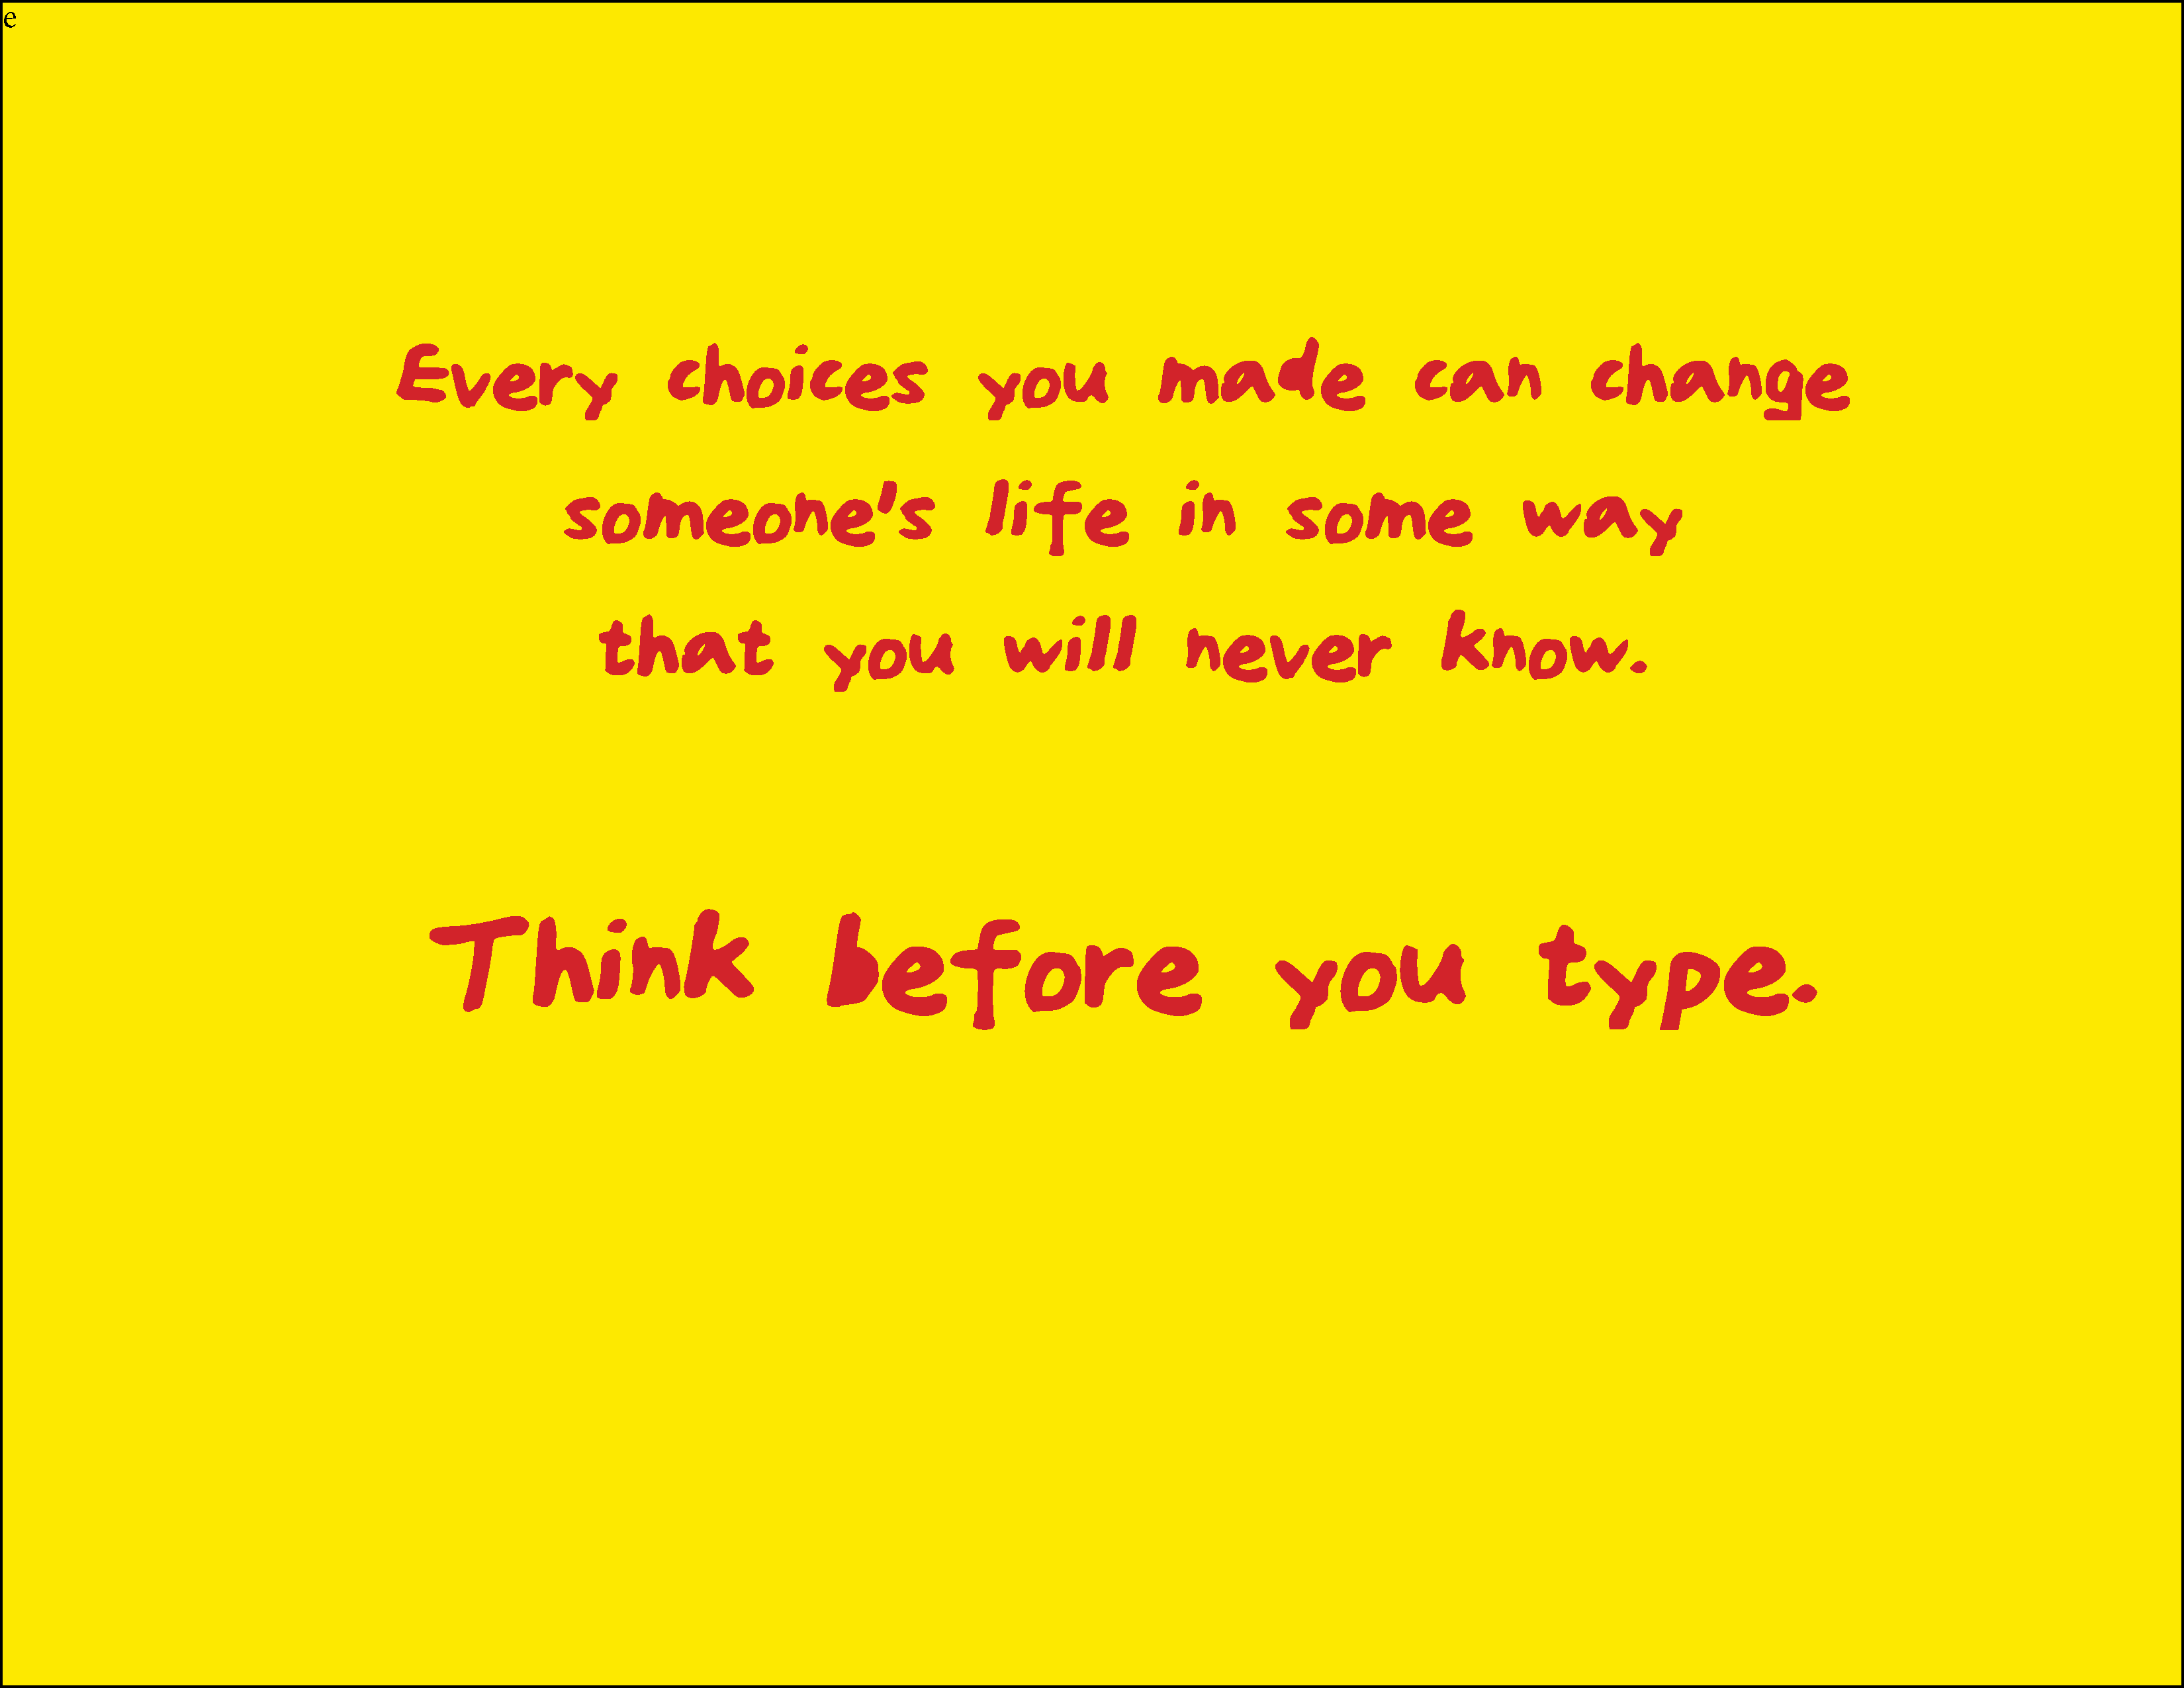 e
Every choices you made can change
someone's life in some way
that you will never know.
Think before you type.